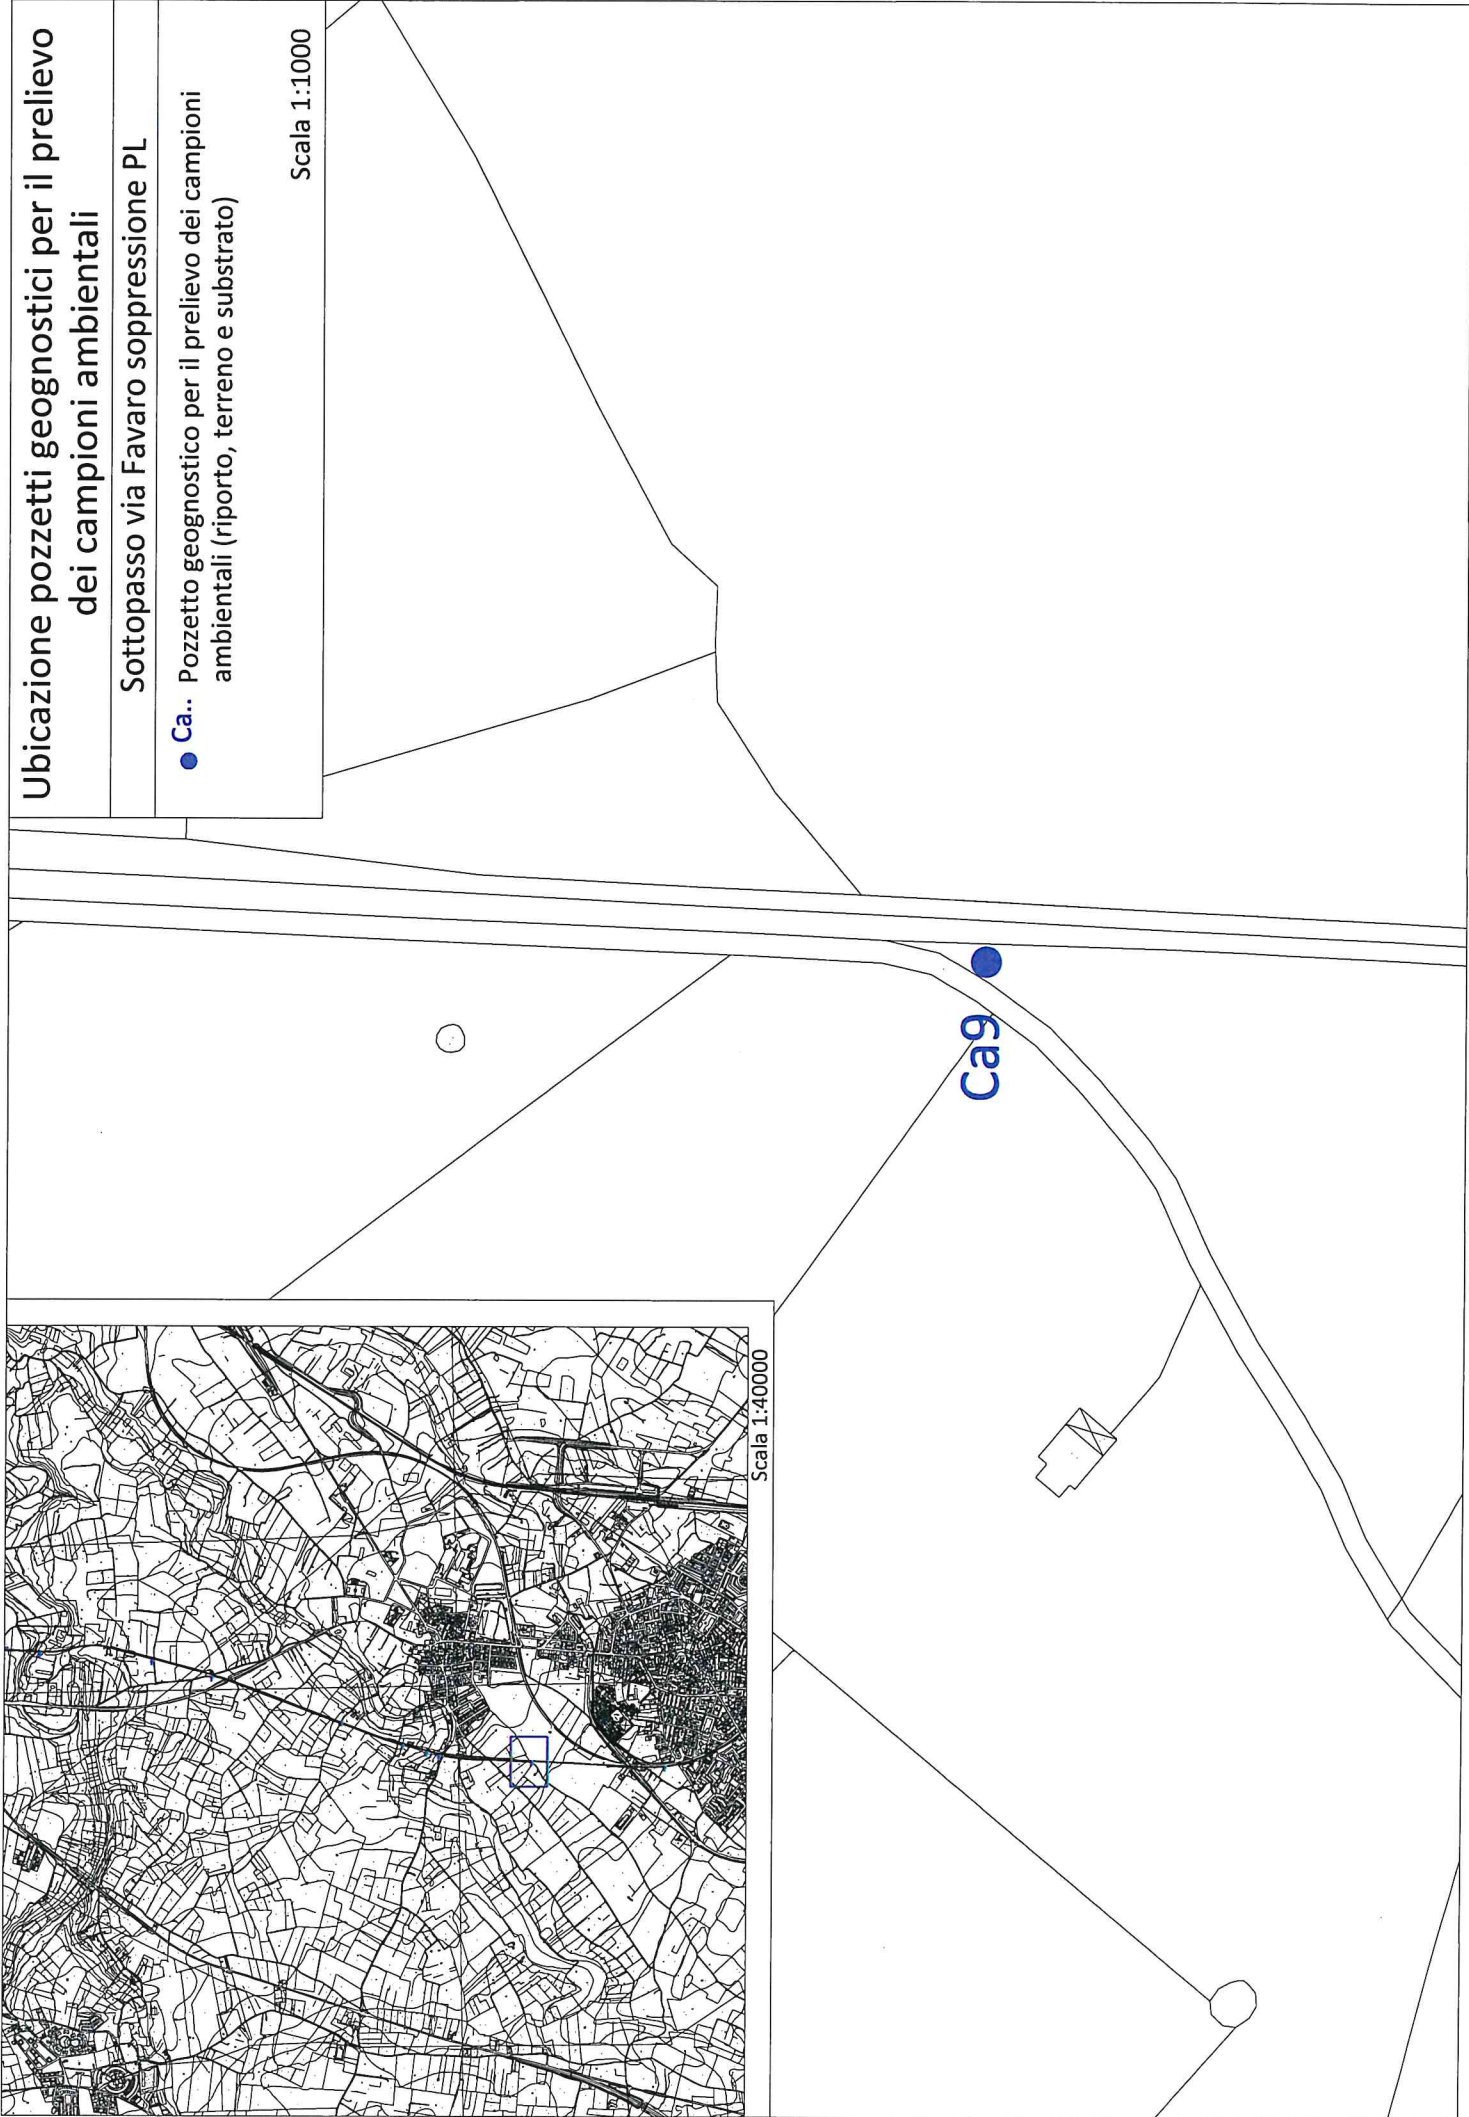 Ubicazione pozzetti geognostici per il prelievo
dei campioni ambientali
Sottopasso via Favaro soppressione PL
Ca.. Pozzetto geognostico per il prelievo dei campioni
ambientali (riporto, terreno e substrato)
Scala 1:1000
Ca9
Scala 1:40000